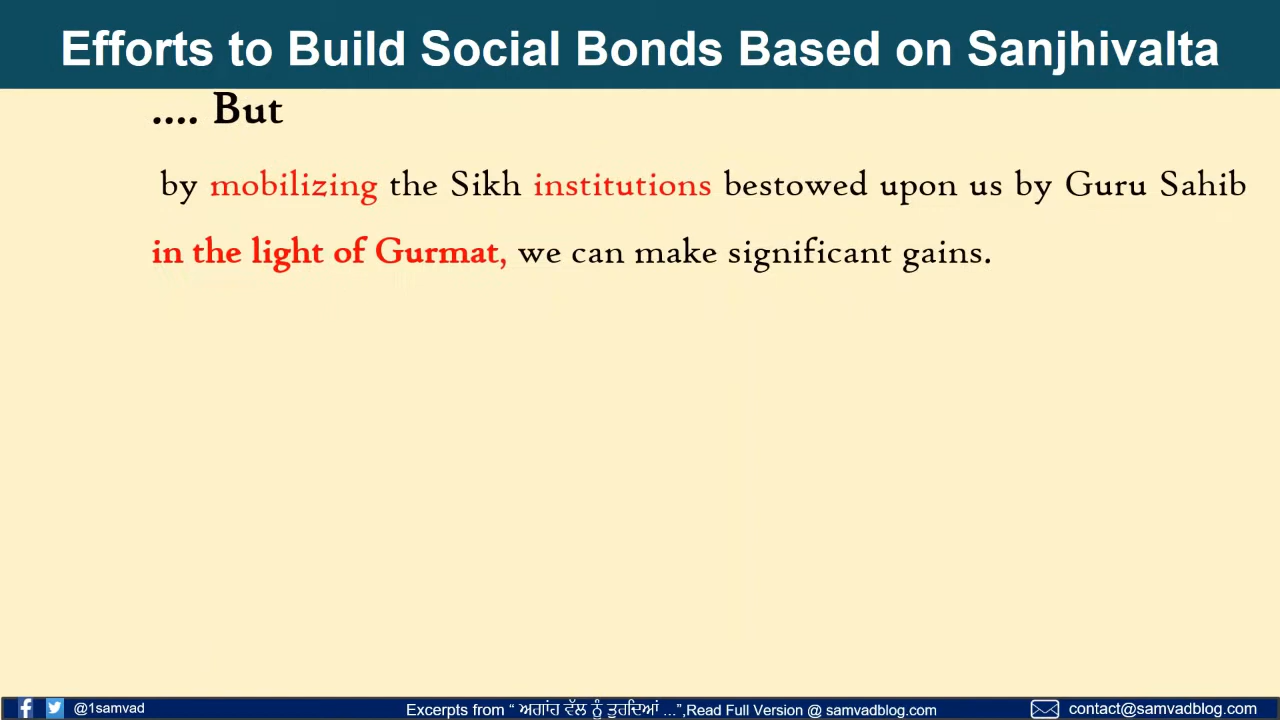 Efforts to Build Social Bonds Based on Sanjhivalta
.... But
by mobilizing the Sikh institutions bestowed upon us by Guru Sahib
in the light of Gurmat, we can make significant gains.
@1samvad
Excerpts from “ ਅਗਾਂਹ ਵੱਲ ਨੂੰ ਤੁਰਦਿਆਂ ...”,Read Full Version @ samvadblog.com
contact@samvadblog.com